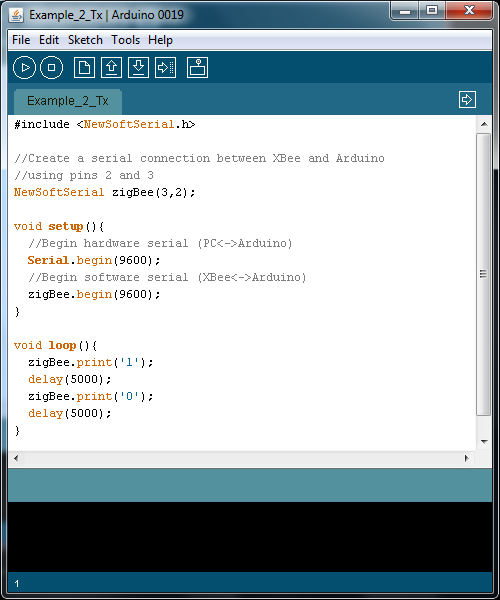 Example_2_Tx | Arduino 0019
File Edit Sketch Tools Help
Example_2_Tx
#include <NewSoftSerial.h>
//Create a serial connection between XBee and Arduino
//using pins 2 and 3
NewSoftSerial zigBee(3,2);
void setup(){
//Begin hardware serial (PC<->Arduino)
Serial.begin(9600);
//Begin software serial (XBee<->Arduino)
zigBee.begin(9600);
}
void loop(){
zigBee.print('1');
delay(5000);
zigBee.print('0');
delay(5000);
}
1